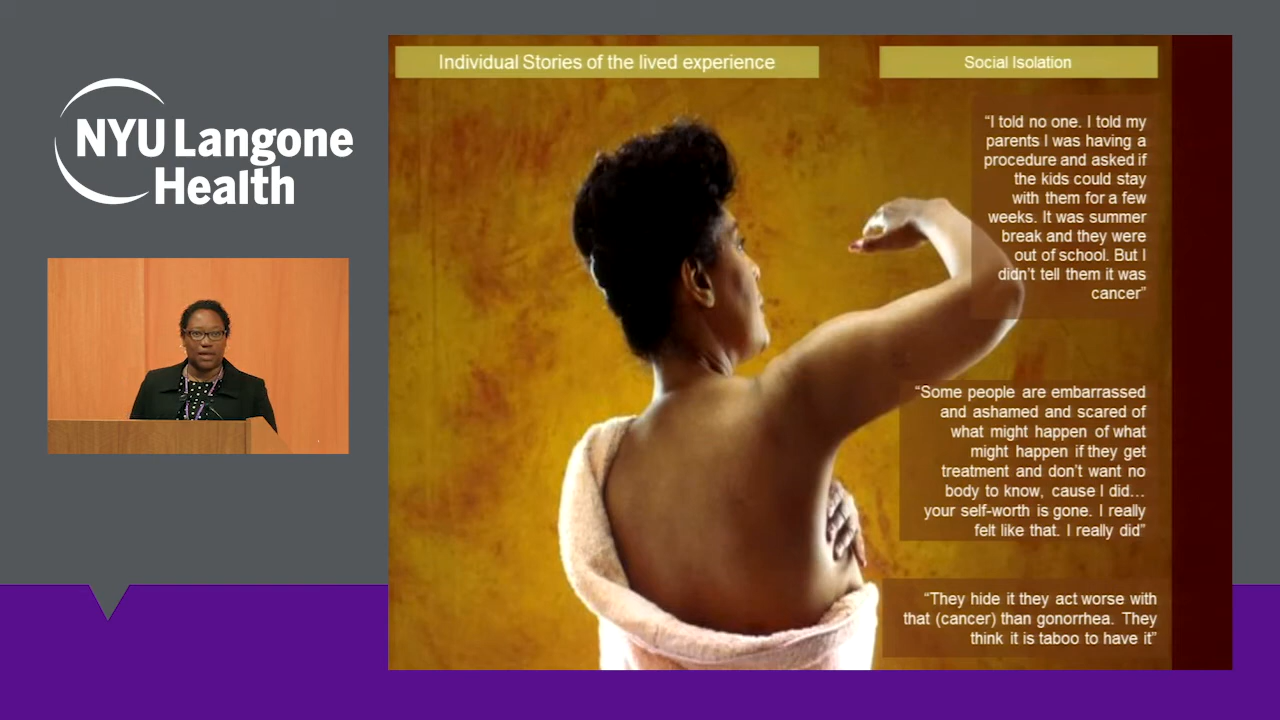 NYU Langone
Health
Individual Stories of the lived experience
Social Isolation
“I told no one. I told my
parents I was having a
procedure and asked if
the kids could stay
with them for a few
weeks. It was summer
break and they were
out of school. But I
didn’t tell them it was
cancer”
“Some people are embarrassed
and ashamed and scared of
what might happen of what
might happen if they get
treatment and don’t want no
body to know, cause I did…
your self-worth is gone. I really
felt like that. I really did”
“They hide it they act worse with
that (cancer) than gonorrhea. They
think it is taboo to have it”